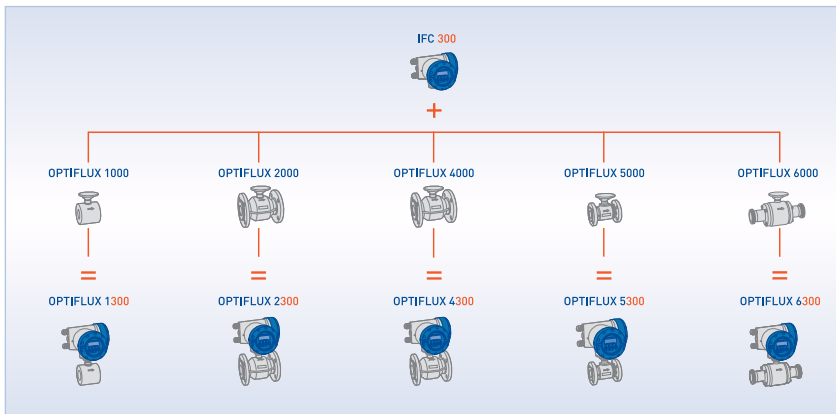 IFC 300
+
OPTIFLUX 1000
OPTIFLUX 2000
OPTIFLUX 4000
OPTIFLUX 5000
OPTIFLUX 6000
= = = = =
OPTIFLUX 1300
OPTIFLUX 2300
OPTIFLUX 4300
OPTIFLUX 5300
OPTIFLUX 6300